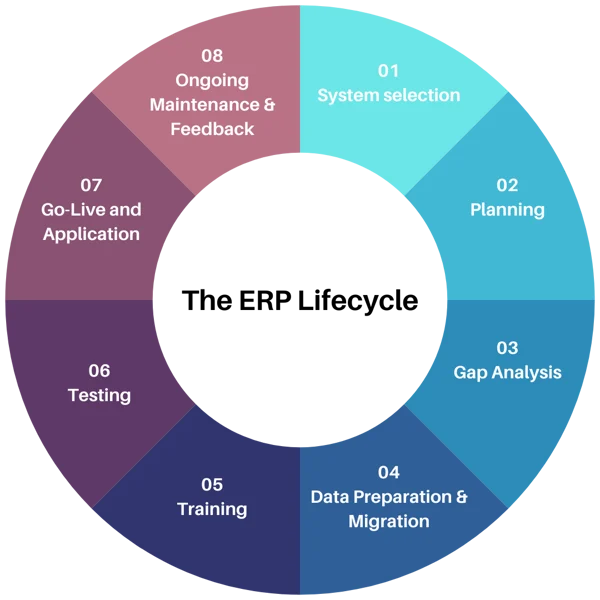 The ERP Lifecycle
01
System selection
02
Planning
03
Gap Analysis
04
Data Preparation &
Migration
05
Training
06
Testing
07
Go-Live and
Application
08
Ongoing
Maintenance &
Feedback